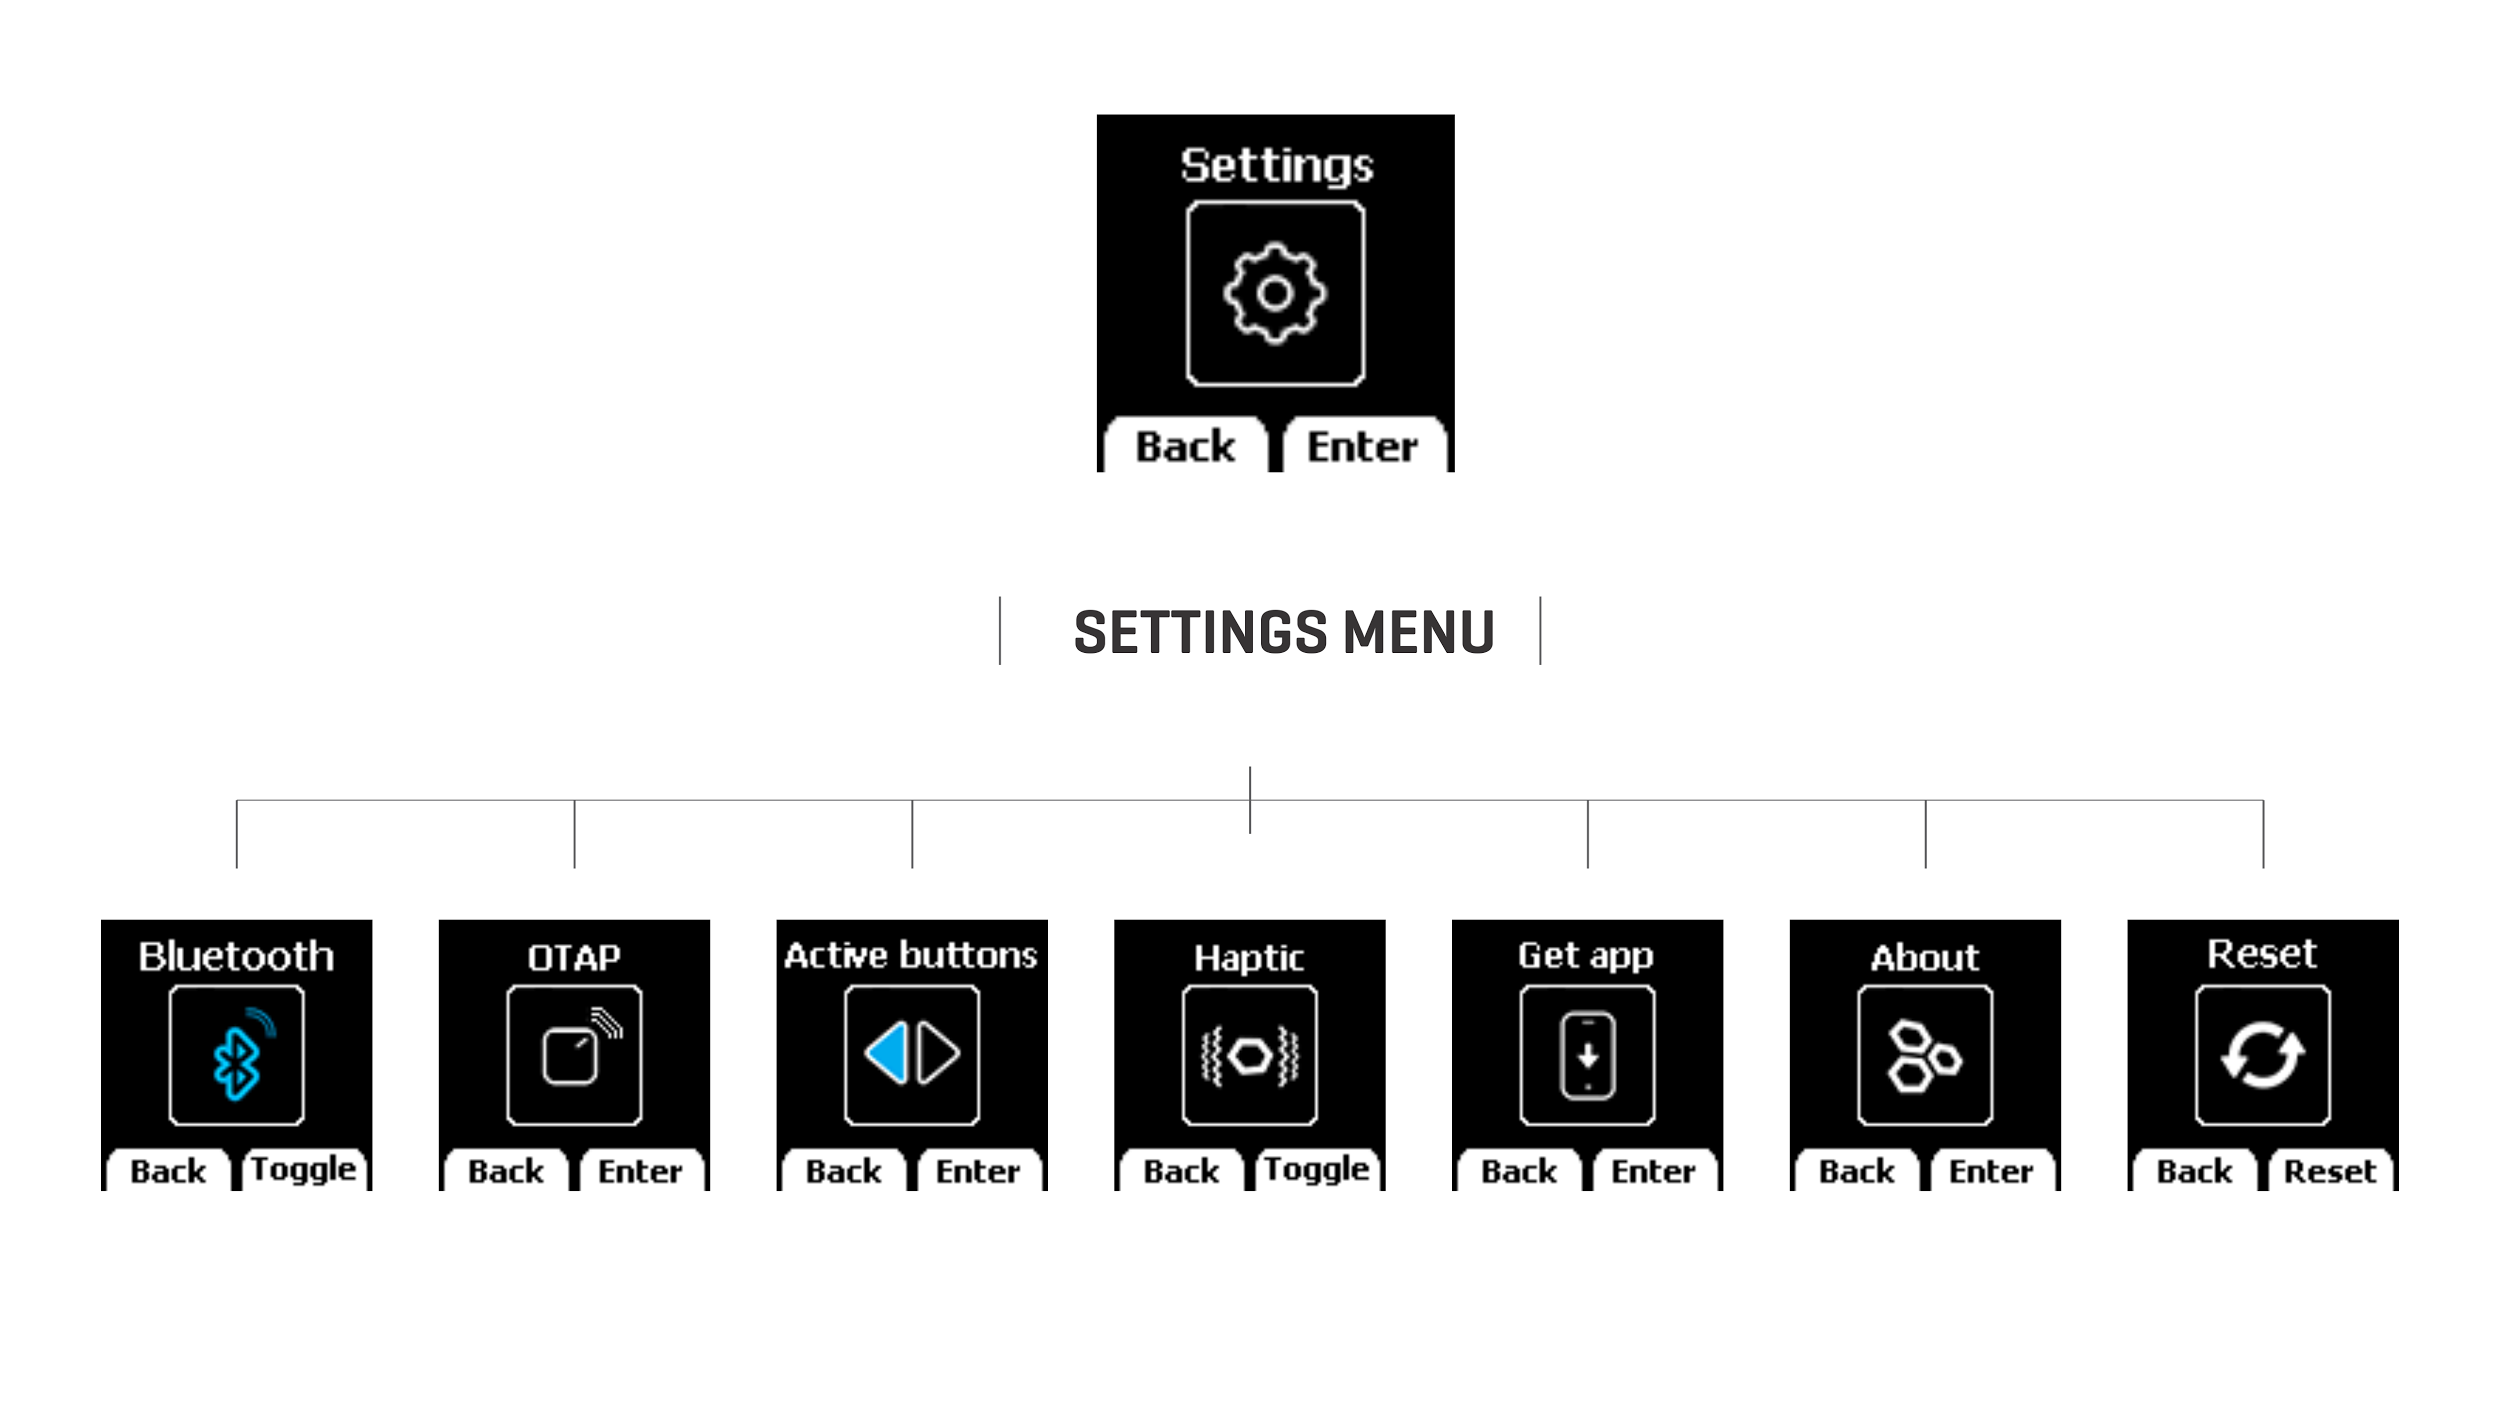 Settings
Back Enter
SETTINGS MENU
Bluetooth
Back Toggle
OTAP
Back Enter
Active buttons
Back Enter
Haptic
Back Toggle
Get app
Back Enter
About
Back Enter
Reset
Back Reset